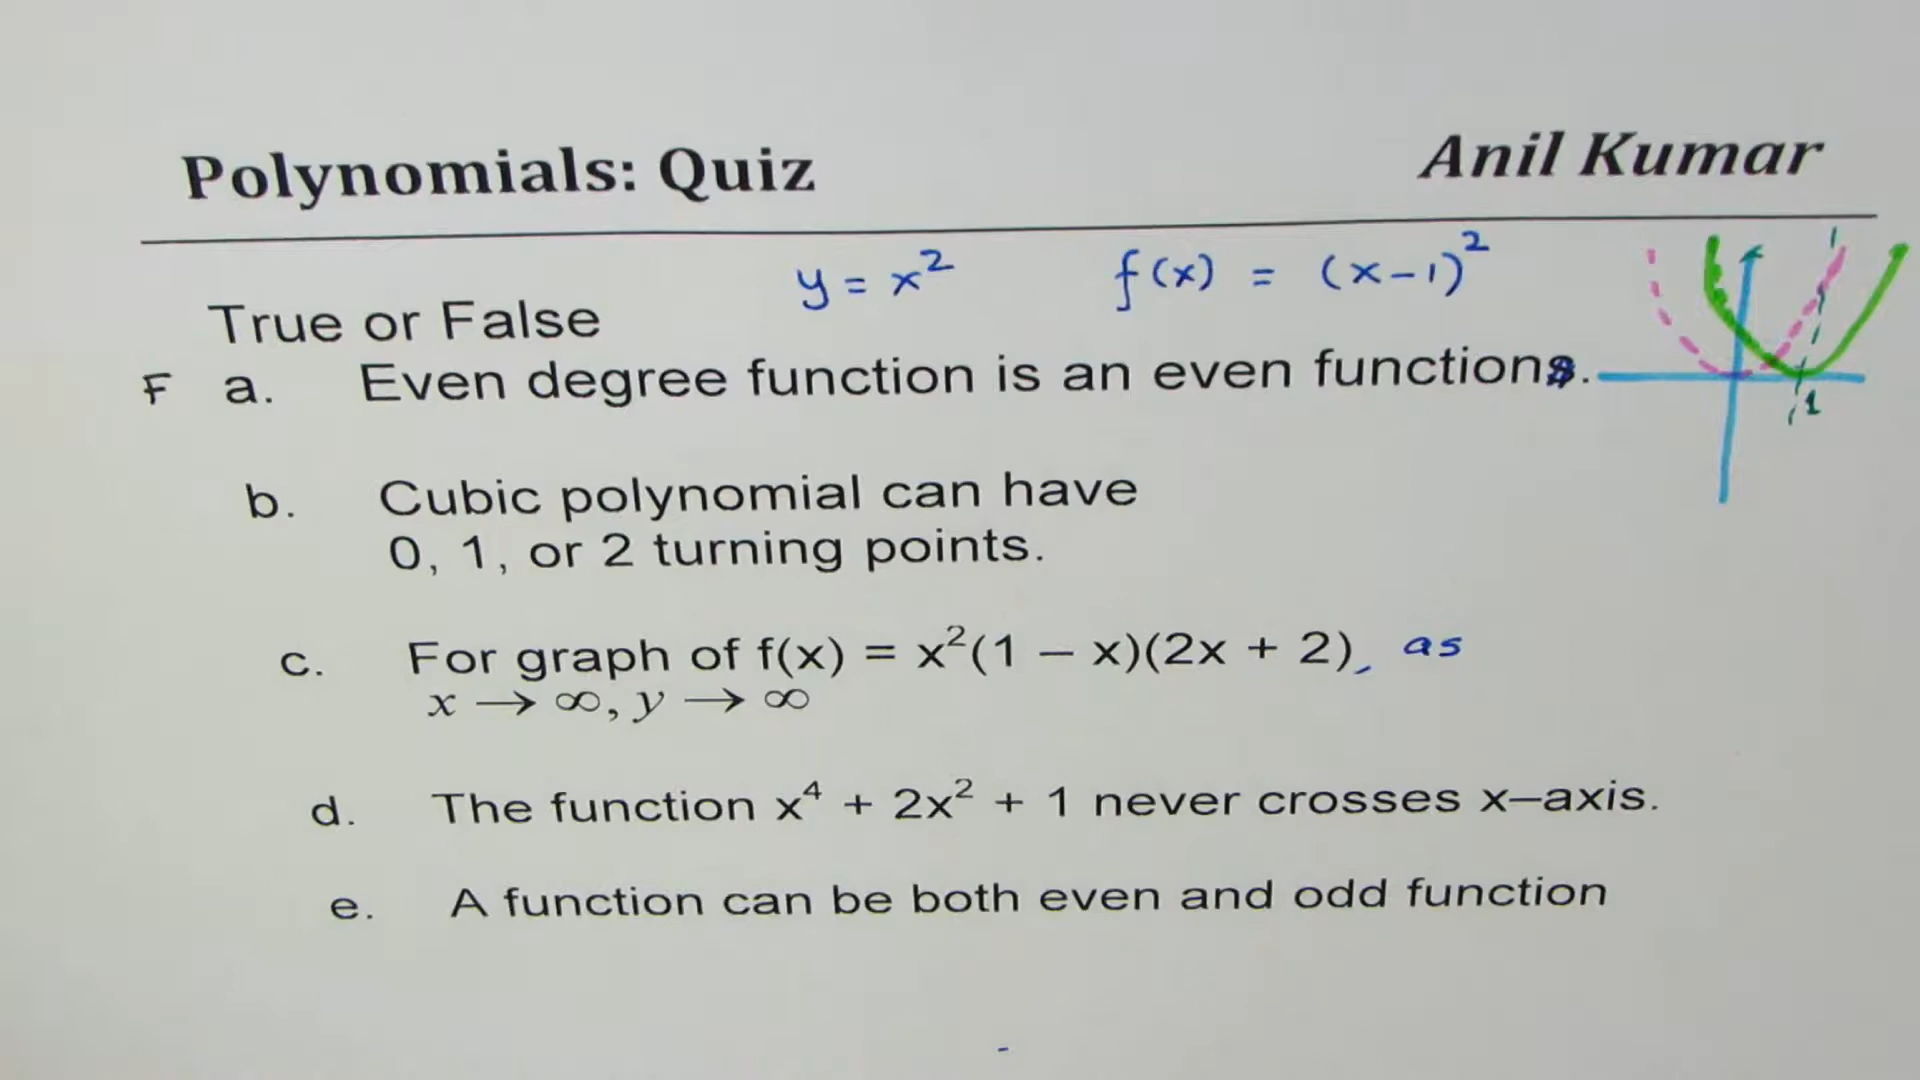 Polynomials: Quiz
Anil Kumar
y = x² f(x) = (x-1)²
True or False
F a. Even degree function is an even function.
1
b. Cubic polynomial can have
0, 1, or 2 turning points.
c. For graph of f(x) = x²(1 – x)(2x + 2), as
x → ∞, y → ∞
d. The function x⁴ + 2x² + 1 never crosses x–axis.
e. A function can be both even and odd function